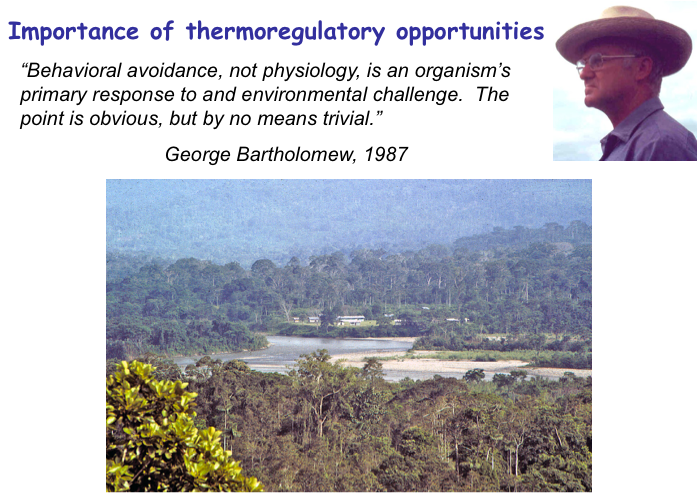 Importance of thermoregulatory opportunities
“Behavioral avoidance, not physiology, is an organism’s
primary response to and environmental challenge.  The
point is obvious, but by no means trivial.”
George Bartholomew, 1987